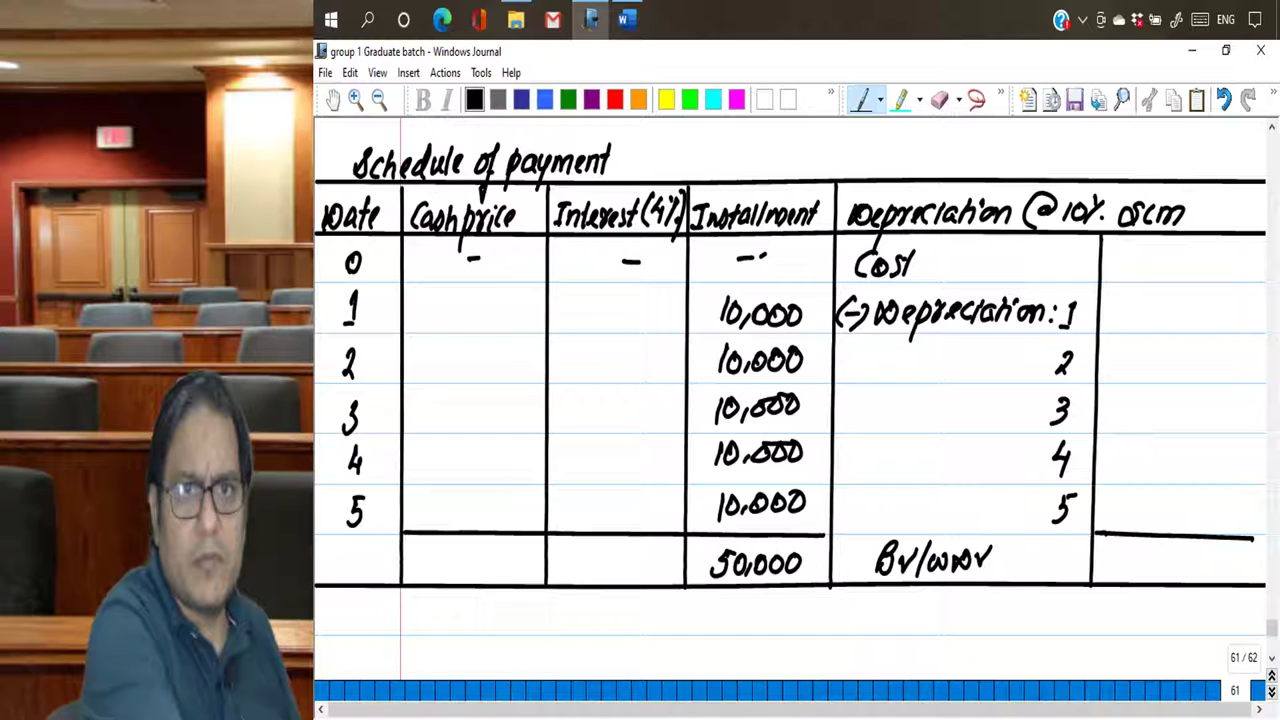 ENG
group 1 Graduate batch - Windows Journal
File Edit View Insert Actions Tools Help
B I
Schedule of payment
Date Cash price Interest (4%) Installment Depreciation @ 10% OSCM
0 - - - Cost
1 10,000 (-) Depreciation: 1
2 10,000 2
3 10,000 3
4 10,000 4
5 10,000 5
50,000 BV/WDV
61 / 62
61